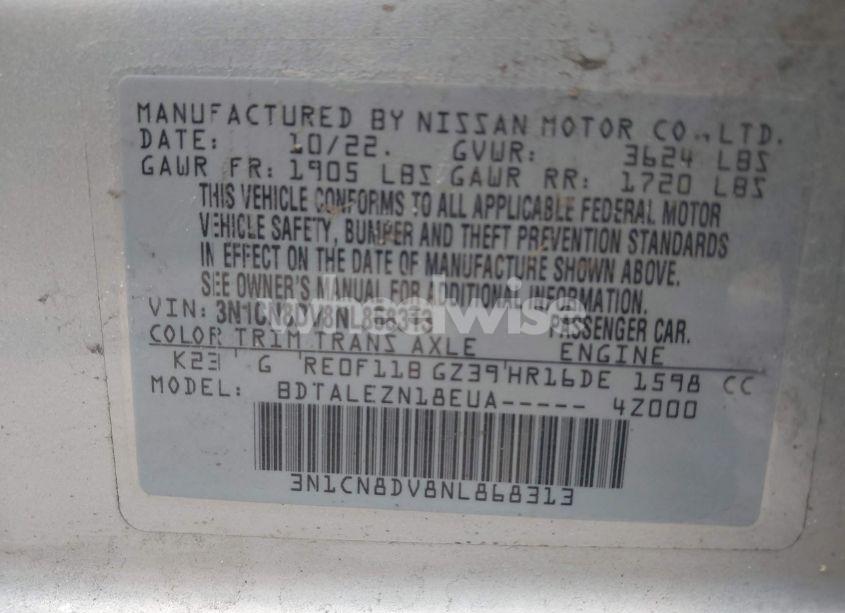 MANUFACTURED BY NISSAN MOTOR CO.,LTD.
DATE: 10/22. GVWR: 3624 LBS
GAWR FR: 1905 LBS GAWR RR: 1720 LBS
THIS VEHICLE CONFORMS TO ALL APPLICABLE FEDERAL MOTOR
VEHICLE SAFETY, BUMPER AND THEFT PREVENTION STANDARDS
IN EFFECT ON THE DATE OF MANUFACTURE SHOWN ABOVE.
SEE OWNER'S MANUAL FOR ADDITIONAL INFORMATION.
wheelwise
VIN: 3N1CN8DV8NL868313 PASSENGER CAR.
COLOR TRIM TRANS AXLE ENGINE
K23 G RE0F11B GZ39 HR16DE 1598 CC
MODEL: BDTALEZN18EUA----- 4Z000
3N1CN8DV8NL868313